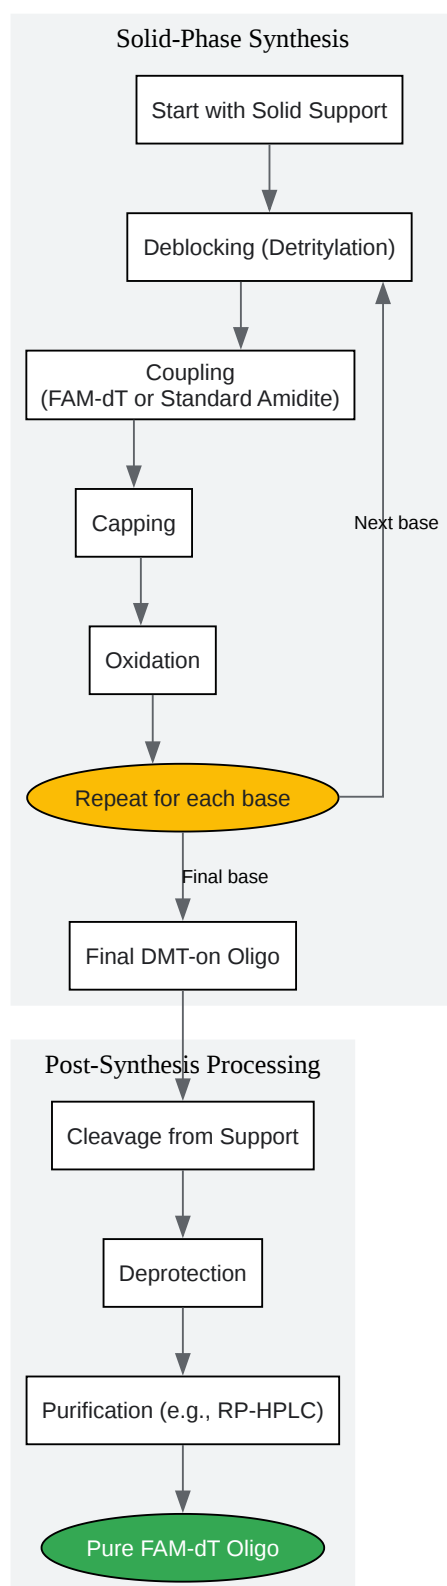 Solid-Phase Synthesis
Start with Solid Support
Deblocking (Detritylation)
Coupling
(FAM-dT or Standard Amidite)
Capping
Next base
Oxidation
Repeat for each base
Final base
Final DMT-on Oligo
Post-Synthesis Processing
Cleavage from Support
Deprotection
Purification (e.g., RP-HPLC)
Pure FAM-dT Oligo